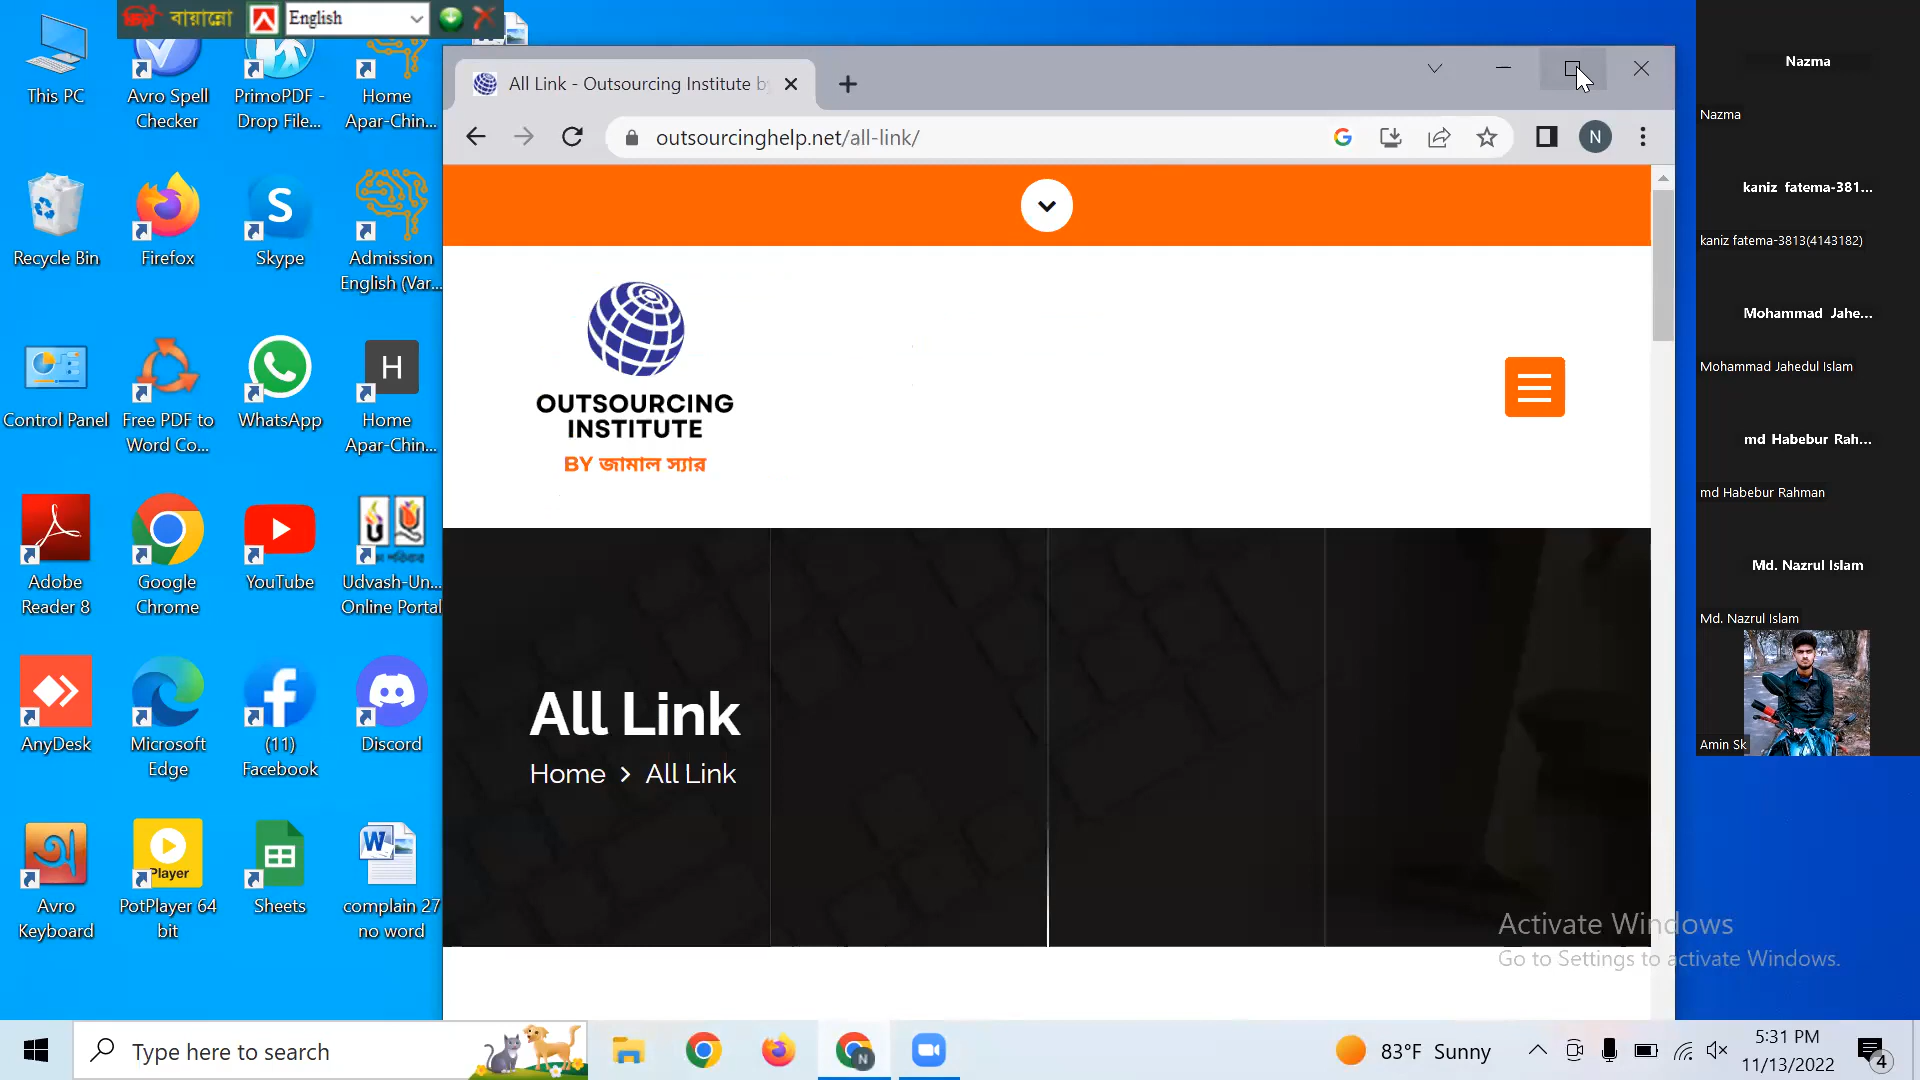 বায়ান্নো
English
This PC
Avro Spell
Checker
PrimoPDF -
Drop File...
Home
Apar-Chin...
Recycle Bin
Firefox
Skype
Admission
English (Var...
Control Panel
Free PDF to
Word Co...
WhatsApp
H
Home
Apar-Chin...
Adobe
Reader 8
Google
Chrome
YouTube
Udvash-Un...
Online Portal
AnyDesk
Microsoft
Edge
(11)
Facebook
Discord
Avro
Keyboard
Player
PotPlayer 64
bit
Sheets
complain 27
no word
All Link - Outsourcing Institute by
outsourcinghelp.net/all-link/
N
OUTSOURCING
INSTITUTE
BY জামাল স্যার
All Link
Home > All Link
Activate Windows
Go to Settings to activate Windows.
Nazma
Nazma
kaniz fatema-381...
kaniz fatema-3813(4143182)
Mohammad Jahe...
Mohammad Jahedul Islam
md Habebur Rah...
md Habebur Rahman
Md. Nazrul Islam
Md. Nazrul Islam
Amin Sk
Type here to search
N
83°F Sunny
5:31 PM
11/13/2022
4